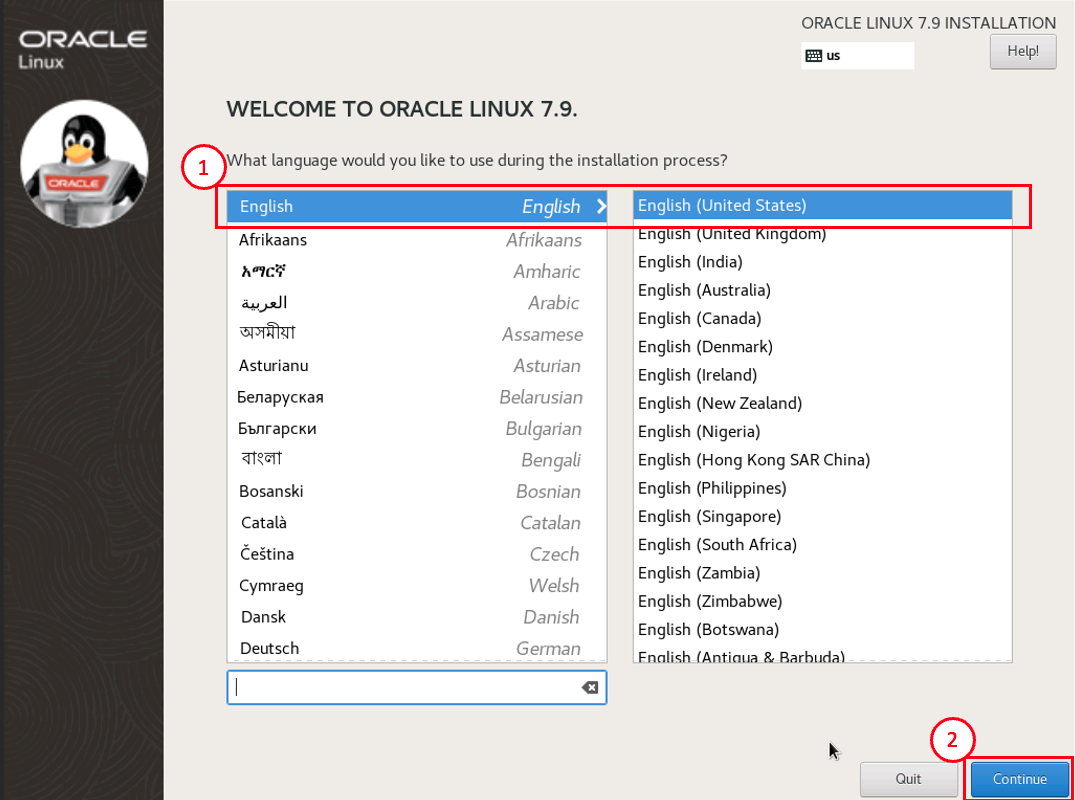 ORACLE
Linux
ORACLE
ORACLE LINUX 7.9 INSTALLATION
us
Help!
WELCOME TO ORACLE LINUX 7.9.
1
What language would you like to use during the installation process?
English English
Afrikaans Afrikaans
አማርኛ Amharic
العربية Arabic
অসমীয়া Assamese
Asturianu Asturian
Беларуская Belarusian
Български Bulgarian
বাংলা Bengali
Bosanski Bosnian
Català Catalan
Čeština Czech
Cymraeg Welsh
Dansk Danish
Deutsch German
English (United States)
English (United Kingdom)
English (India)
English (Australia)
English (Canada)
English (Denmark)
English (Ireland)
English (New Zealand)
English (Nigeria)
English (Hong Kong SAR China)
English (Philippines)
English (Singapore)
English (South Africa)
English (Zambia)
English (Zimbabwe)
English (Botswana)
English (Antigua & Barbuda)
2
Quit
Continue